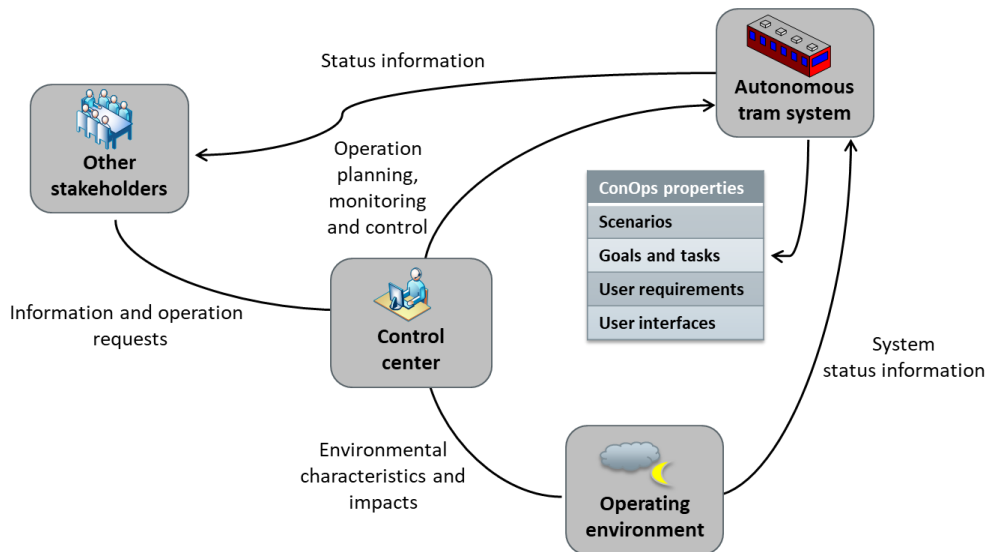 Status information
Autonomous
tram system
Other
stakeholders
Operation
planning,
monitoring
and control
ConOps properties
Scenarios
Goals and tasks
User requirements
User interfaces
Information and operation
requests
Control
center
System
status information
Environmental
characteristics and
impacts
Operating
environment